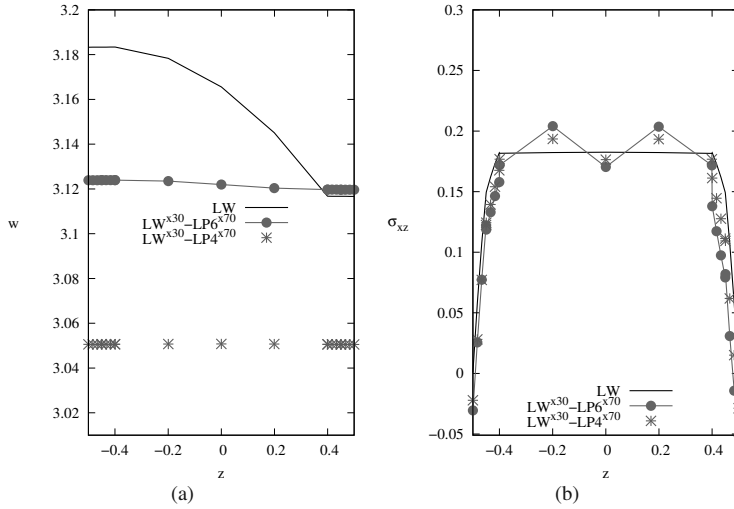 3.2
3.18
3.16
3.14
3.12
3.1
3.08
3.06
3.04
3.02
w
−0.4 −0.2 0 0.2 0.4
z
LW
LW^x30−LP6^x70
LW^x30−LP4^x70
(a)
0.3
0.25
0.2
0.15
0.1
0.05
0
−0.05
σxz
−0.4 −0.2 0 0.2 0.4
z
LW
LW^x30−LP6^x70
LW^x30−LP4^x70
(b)